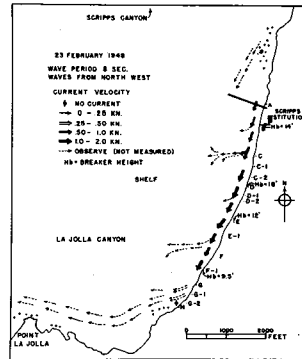 SCRIPPS CANYON
23 FEBRUARY 1948
WAVE PERIOD 8 SEC.
WAVES FROM NORTH WEST
CURRENT VELOCITY
NO CURRENT
0 - .25 KN.
.25 - .50 KN.
.50 - 1.0 KN.
1.0 - 2.0 KN.
OBSERVE (NOT MEASURED)
Hb= BREAKER HEIGHT
SHELF
LA JOLLA CANYON
POINT
LA JOLLA
A
SCRIPPS
INSTITUTION
Hb=14'
C
C-1
C-2
Hb=18'
D-1
D-2
Hb=12'
E
E-1
F
F-1
Hb=9.5'
G
G-1
G-2
0 1000 2000
FEET